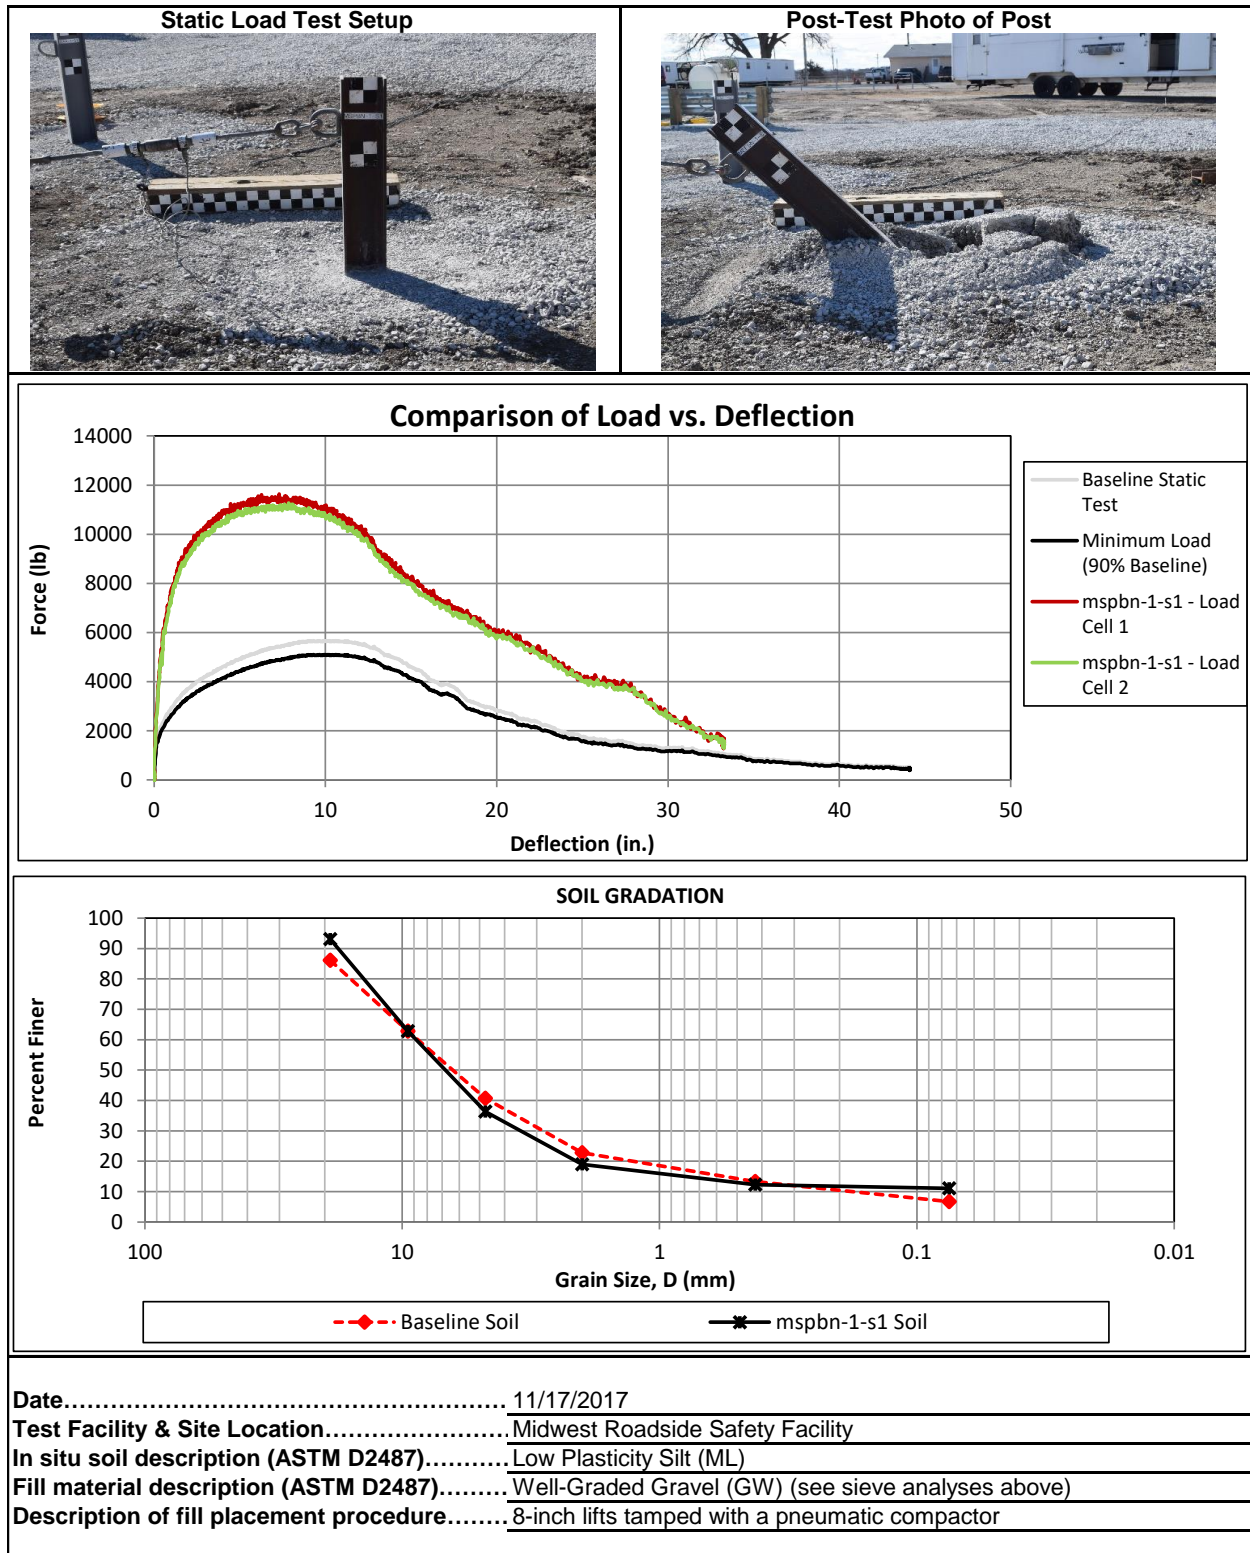 Static Load Test Setup
Post-Test Photo of Post
Comparison of Load vs. Deflection
14000
12000
10000
8000
6000
4000
2000
0
Force (lb)
0 10 20 30 40 50
Deflection (in.)
Baseline Static
Test
Minimum Load
(90% Baseline)
mspbn-1-s1 - Load
Cell 1
mspbn-1-s1 - Load
Cell 2
SOIL GRADATION
100
90
80
70
60
50
40
30
20
10
0
Percent Finer
100 10 1 0.1 0.01
Grain Size, D (mm)
Baseline Soil
mspbn-1-s1 Soil
Date.......................................................... 11/17/2017
Test Facility & Site Location........................ Midwest Roadside Safety Facility
In situ soil description (ASTM D2487)........... Low Plasticity Silt (ML)
Fill material description (ASTM D2487)......... Well-Graded Gravel (GW) (see sieve analyses above)
Description of fill placement procedure........ 8-inch lifts tamped with a pneumatic compactor